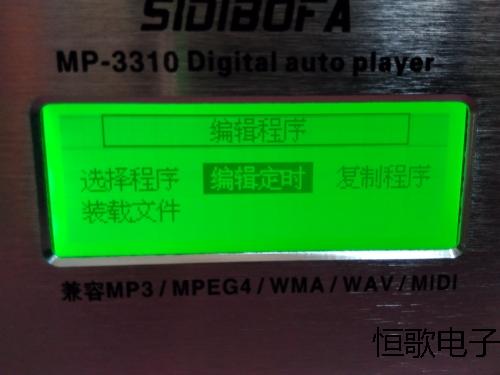 SIDIBOFA
MP-3310 Digital auto player
编辑程序
选择程序 编辑定时 复制程序
装载文件
兼容MP3 / MPEG4 / WMA / WAV / MIDI
恒歌电子